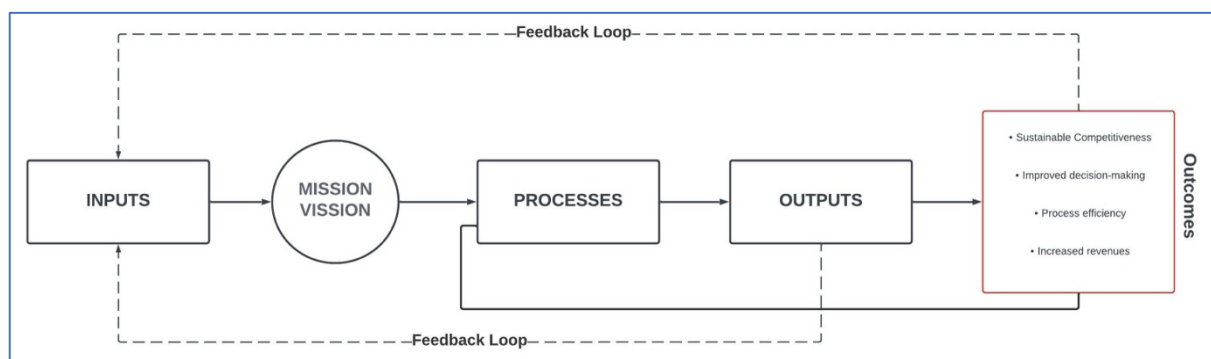 Feedback Loop
INPUTS
MISSION
VISSION
PROCESSES
OUTPUTS
• Sustainable Competitiveness
• Improved decision-making
• Process efficiency
• Increased revenues
Outcomes
Feedback Loop